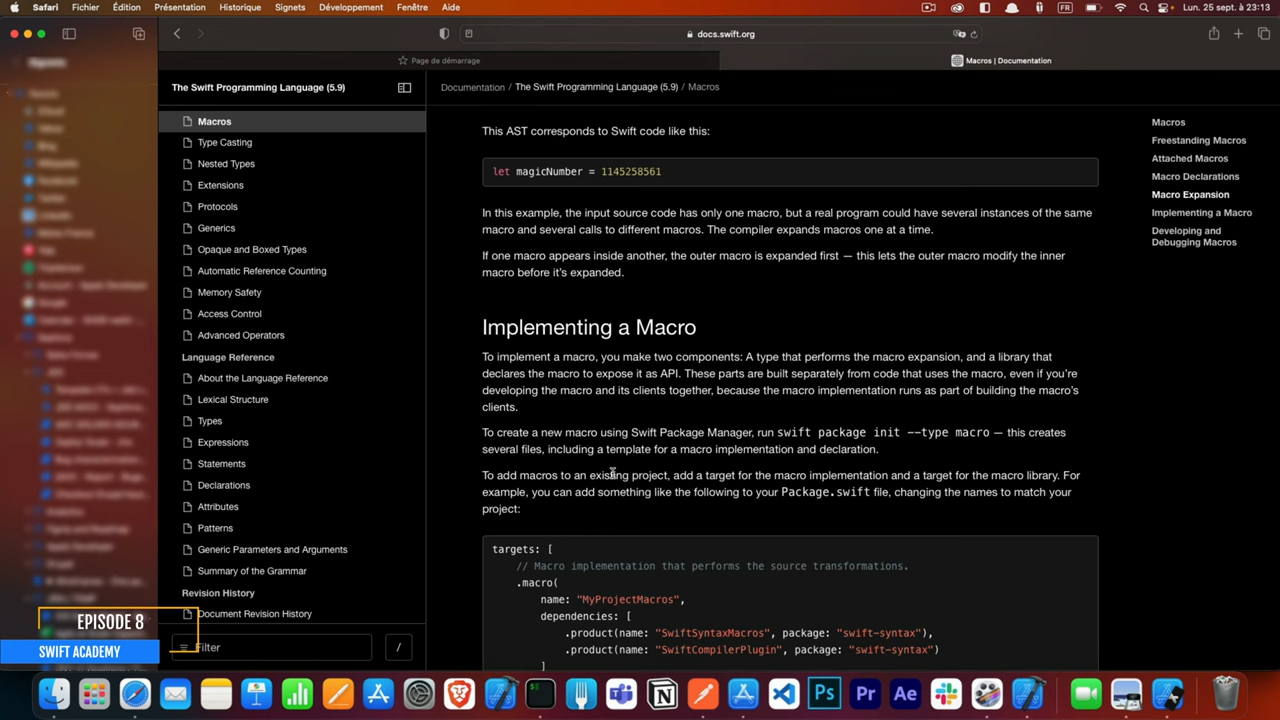 Safari Fichier Édition Présentation Historique Signets Développement Fenêtre Aide
FR Lun. 25 sept. à 23:13
docs.swift.org
Page de démarrage
Macros | Documentation
The Swift Programming Language (5.9)
Documentation / The Swift Programming Language (5.9) / Macros
Macros
Type Casting
Nested Types
Extensions
Protocols
Generics
Opaque and Boxed Types
Automatic Reference Counting
Memory Safety
Access Control
Advanced Operators
Language Reference
About the Language Reference
Lexical Structure
Types
Expressions
Statements
Declarations
Attributes
Patterns
Generic Parameters and Arguments
Summary of the Grammar
Revision History
Document Revision History
Filter
/
This AST corresponds to Swift code like this:
let magicNumber = 1145258561
In this example, the input source code has only one macro, but a real program could have several instances of the same
macro and several calls to different macros. The compiler expands macros one at a time.
If one macro appears inside another, the outer macro is expanded first — this lets the outer macro modify the inner
macro before it's expanded.
Implementing a Macro
To implement a macro, you make two components: A type that performs the macro expansion, and a library that
declares the macro to expose it as API. These parts are built separately from code that uses the macro, even if you're
developing the macro and its clients together, because the macro implementation runs as part of building the macro's
clients.
To create a new macro using Swift Package Manager, run swift package init --type macro — this creates
several files, including a template for a macro implementation and declaration.
To add macros to an existing project, add a target for the macro implementation and a target for the macro library. For
example, you can add something like the following to your Package.swift file, changing the names to match your
project:
targets: [
// Macro implementation that performs the source transformations.
.macro(
name: "MyProjectMacros",
dependencies: [
.product(name: "SwiftSyntaxMacros", package: "swift-syntax"),
.product(name: "SwiftCompilerPlugin", package: "swift-syntax")
]
Macros
Freestanding Macros
Attached Macros
Macro Declarations
Macro Expansion
Implementing a Macro
Developing and
Debugging Macros
EPISODE 8
SWIFT ACADEMY
Ps
Pr
Ae